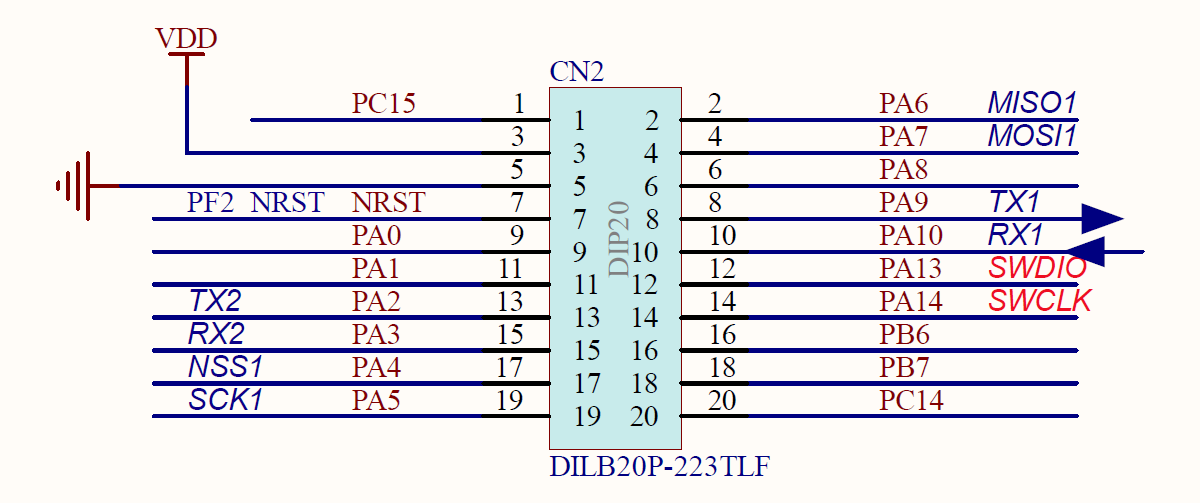 VDD
CN2
PC15 1 1 2 2 PA6 MISO1
3 3 4 4 PA7 MOSI1
5 5 6 6 PA8
PF2 NRST NRST 7 7 8 8 PA9 TX1
PA0 9 9 10 10 PA10 RX1
PA1 11 11 12 12 PA13 SWDIO
TX2 PA2 13 13 14 14 PA14 SWCLK
RX2 PA3 15 15 16 16 PB6
NSS1 PA4 17 17 18 18 PB7
SCK1 PA5 19 19 20 20 PC14
DIP20
DILB20P-223TLF